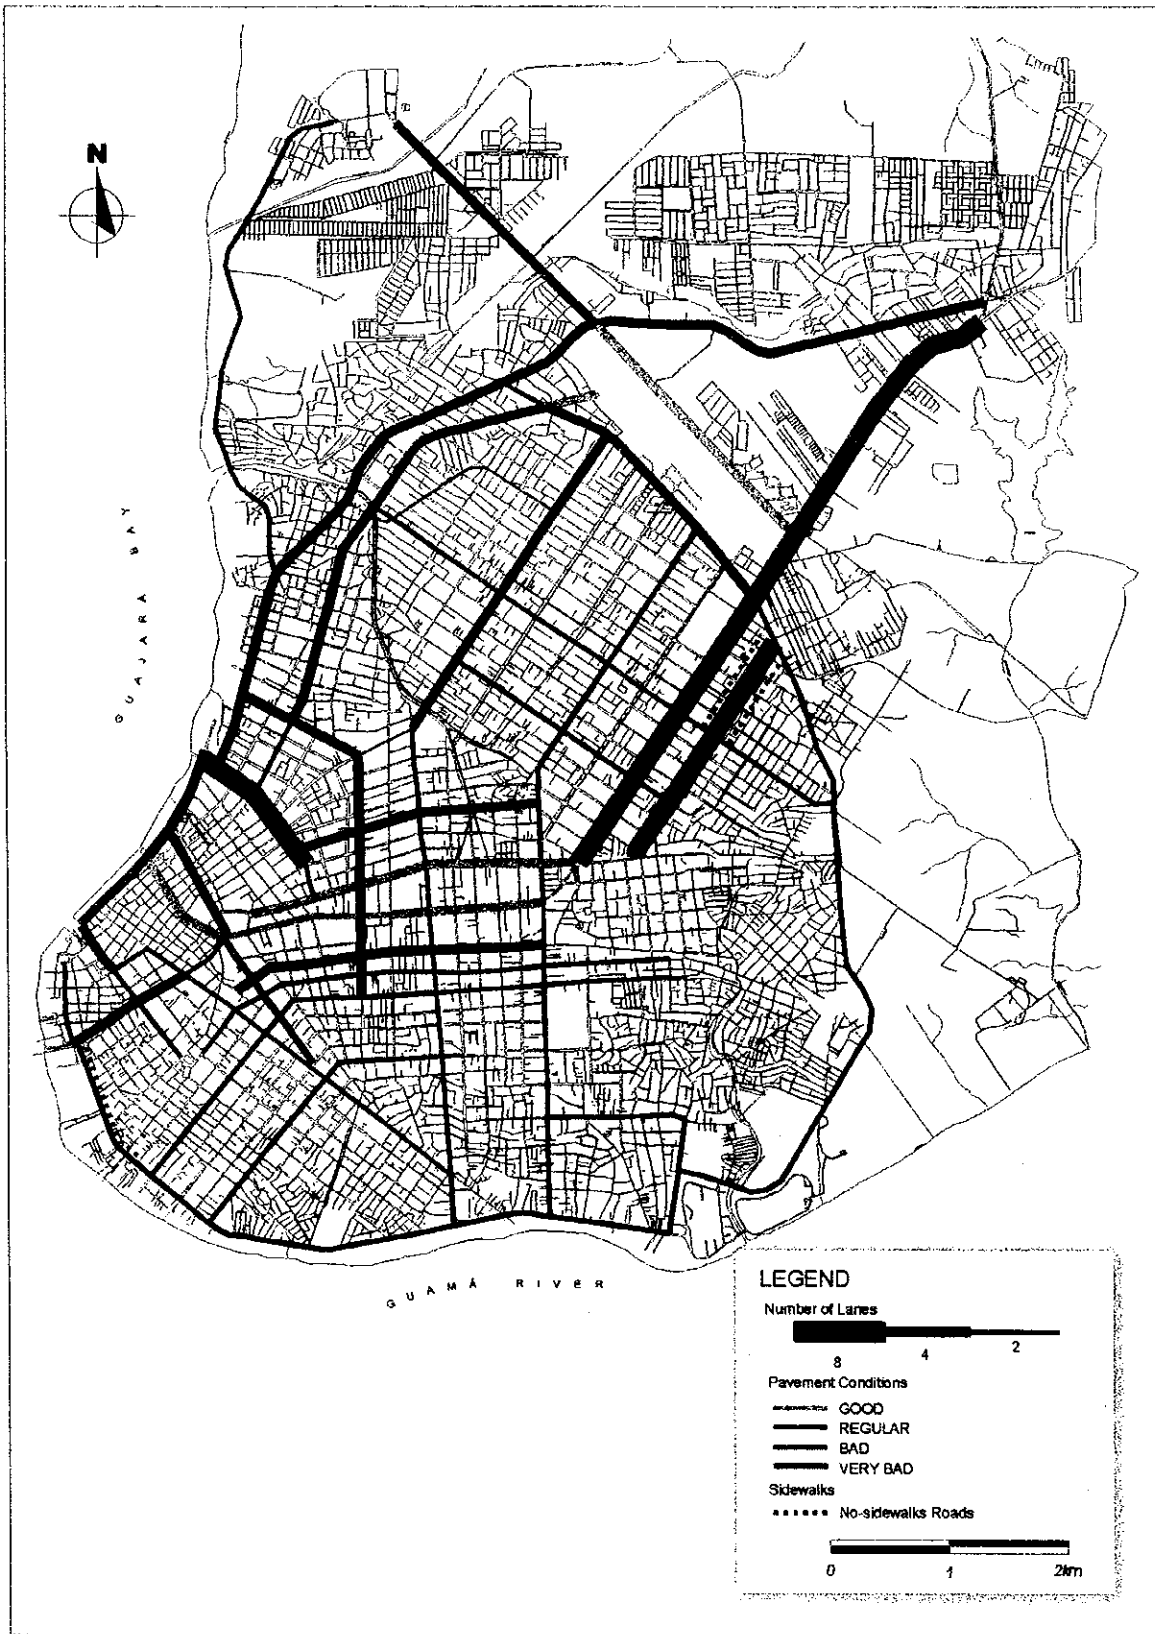 N
GUAJARÁ BAY
GUAMÁ RIVER
LEGEND
Number of Lanes
8 4 2
Pavement Conditions
GOOD
REGULAR
BAD
VERY BAD
Sidewalks
No-sidewalks Roads
0 1 2km